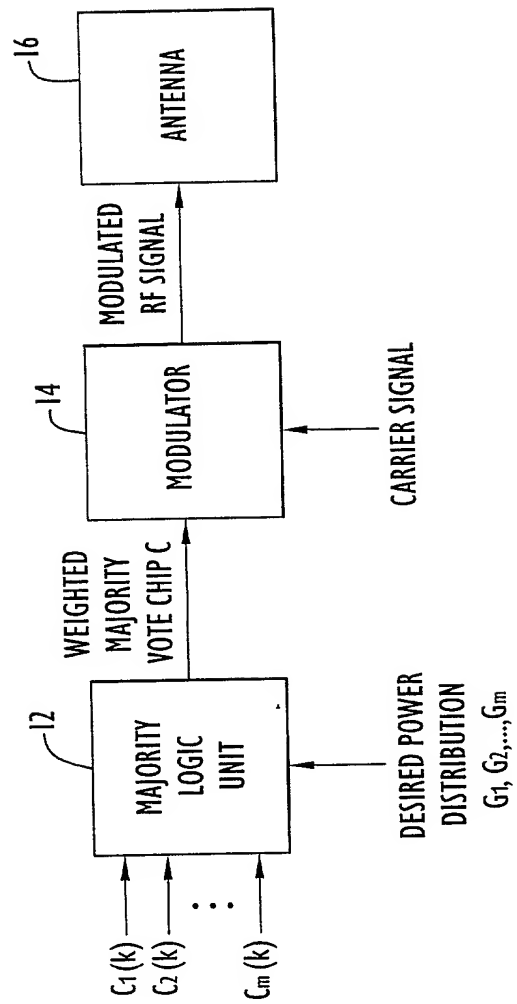 C1(k)
C2(k)
Cm(k)
12
MAJORITY
LOGIC
UNIT
DESIRED POWER
DISTRIBUTION
G1, G2,...,Gm
WEIGHTED
MAJORITY
VOTE CHIP C
14
MODULATOR
CARRIER SIGNAL
MODULATED
RF SIGNAL
16
ANTENNA